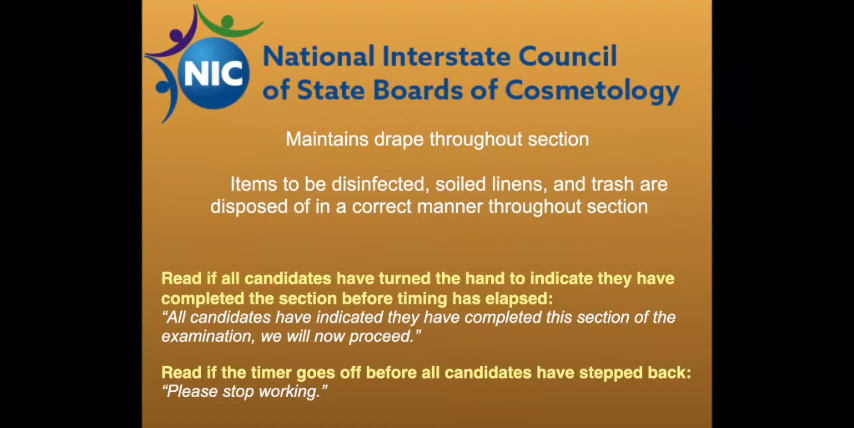 NIC
National Interstate Council
of State Boards of Cosmetology
Maintains drape throughout section
Items to be disinfected, soiled linens, and trash are
disposed of in a correct manner throughout section
Read if all candidates have turned the hand to indicate they have
completed the section before timing has elapsed:
“All candidates have indicated they have completed this section of the
examination, we will now proceed.”
Read if the timer goes off before all candidates have stepped back:
“Please stop working.”